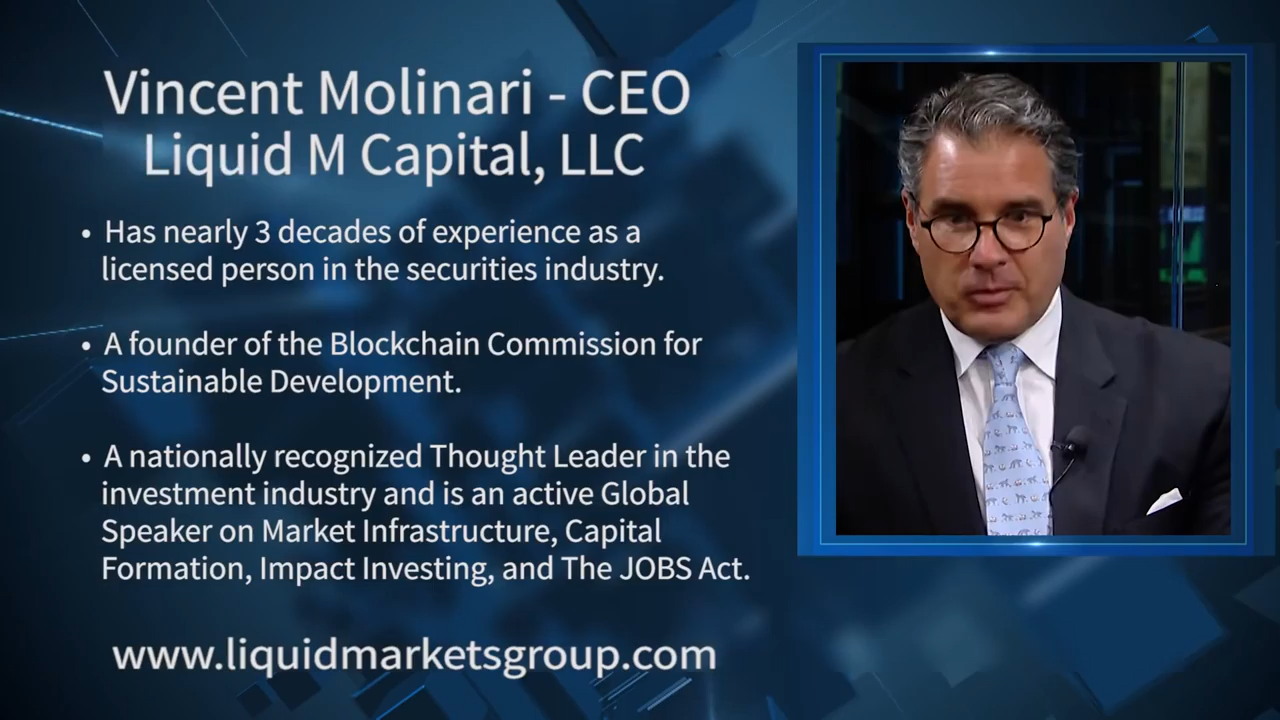 Vincent Molinari - CEO
Liquid M Capital, LLC
• Has nearly 3 decades of experience as a
licensed person in the securities industry.
• A founder of the Blockchain Commission for
Sustainable Development.
• A nationally recognized Thought Leader in the
investment industry and is an active Global
Speaker on Market Infrastructure, Capital
Formation, Impact Investing, and The JOBS Act.
www.liquidmarketsgroup.com